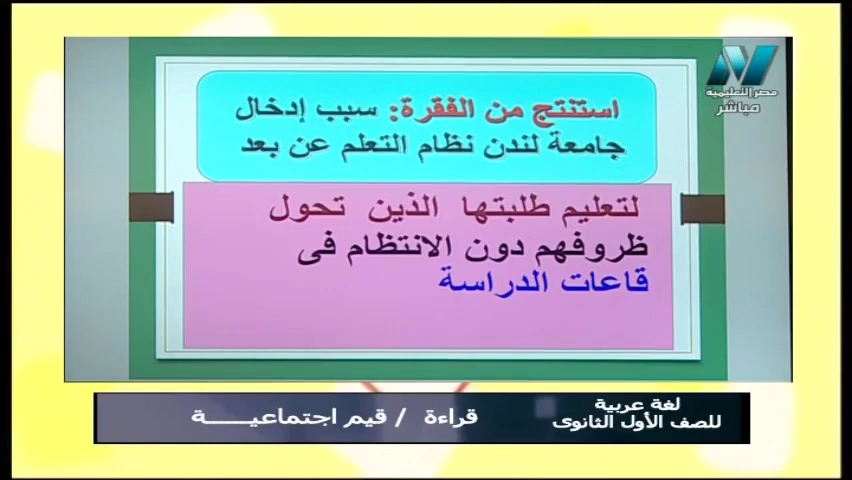 مصر التعليمية
مباشر
استنتج من الفقرة: سبب إدخال
جامعة لندن نظام التعلم عن بعد
لتعليم طلبتها الذين تحول
ظروفهم دون الانتظام فى
قاعات الدراسة
لغة عربية
للصف الأول الثانوى
قراءة / قيم اجتماعيــــــة